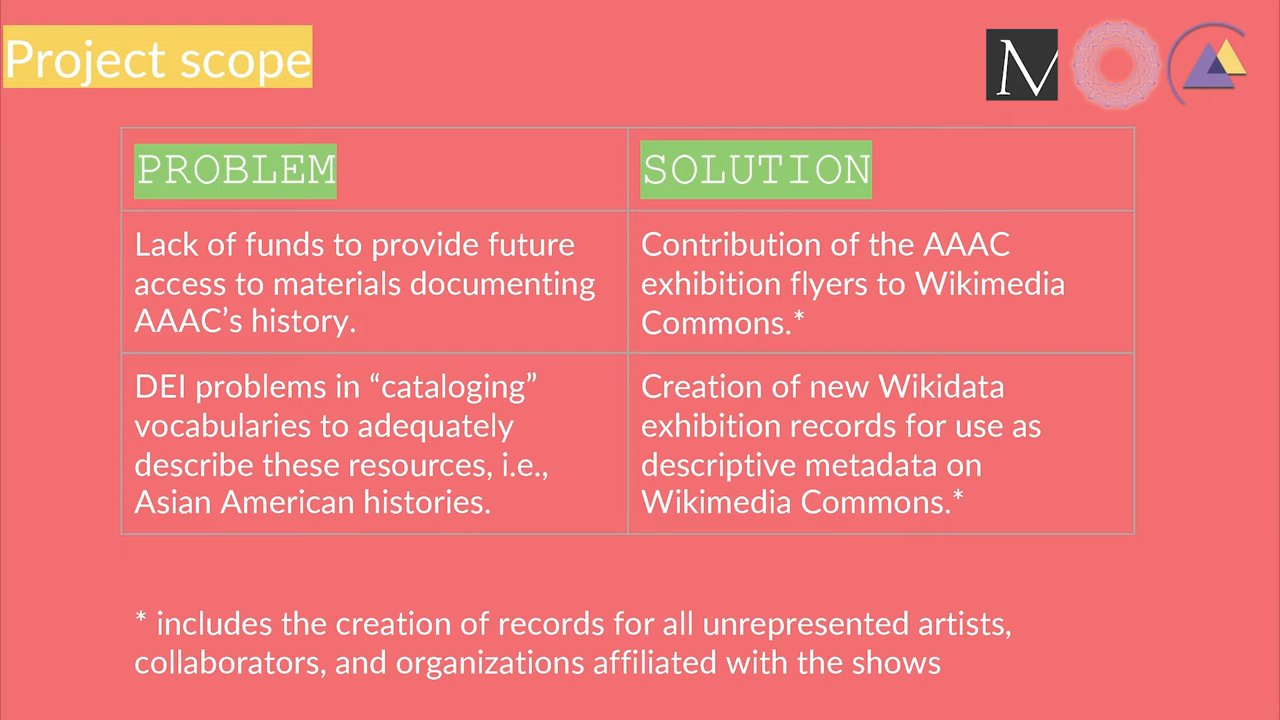 Project scope
M
PROBLEM
SOLUTION
Lack of funds to provide future
access to materials documenting
AAAC’s history.
Contribution of the AAAC
exhibition flyers to Wikimedia
Commons.*
DEI problems in “cataloging”
vocabularies to adequately
describe these resources, i.e.,
Asian American histories.
Creation of new Wikidata
exhibition records for use as
descriptive metadata on
Wikimedia Commons.*
* includes the creation of records for all unrepresented artists,
collaborators, and organizations affiliated with the shows